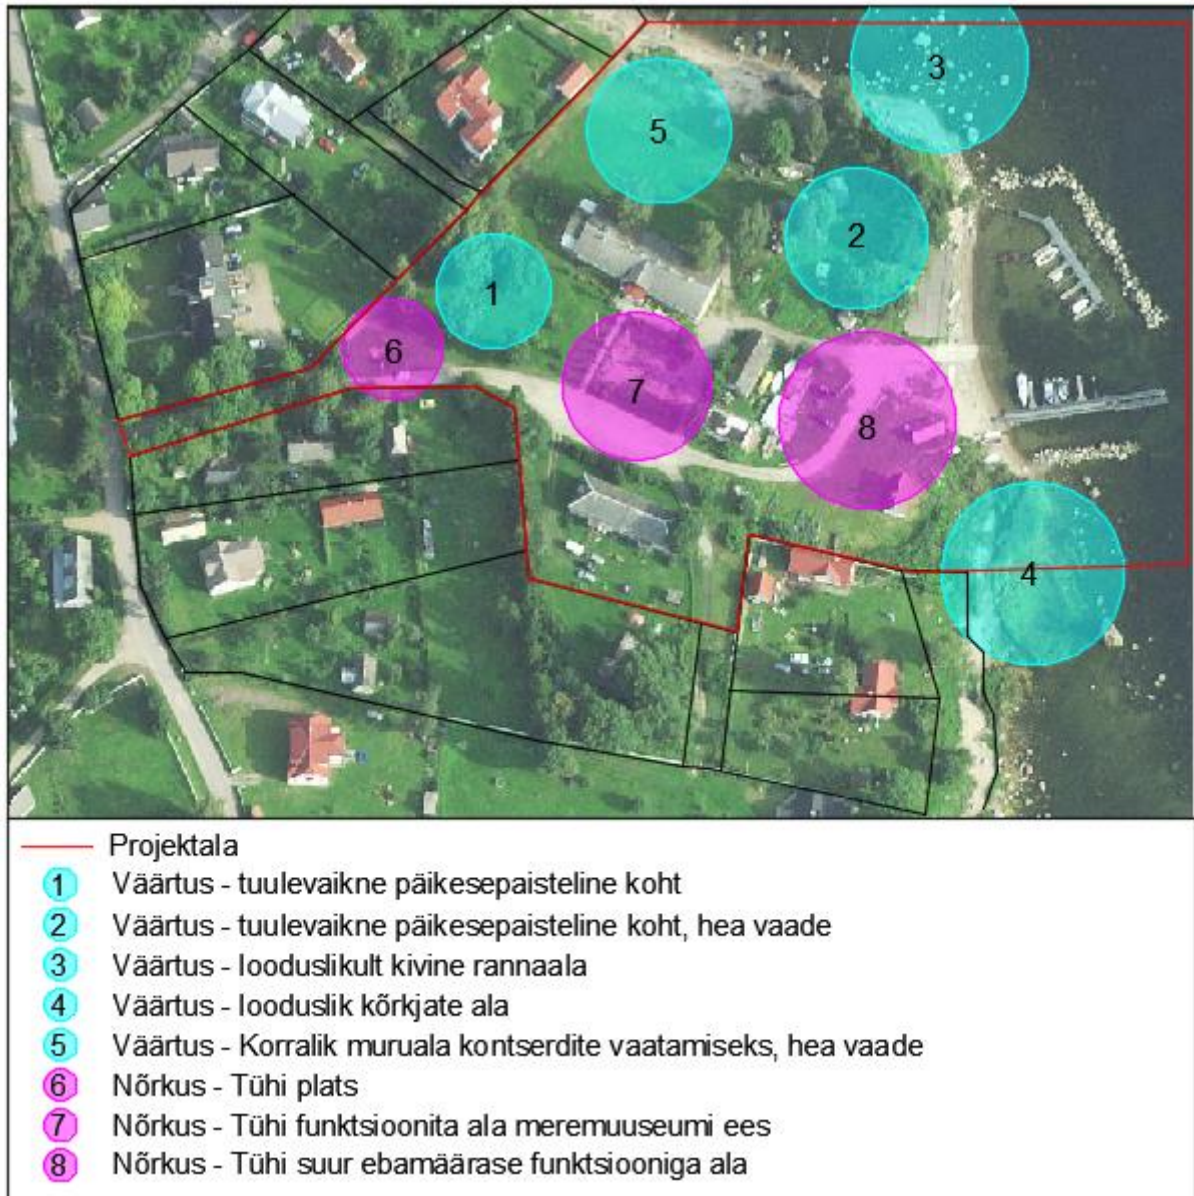 3
5
2
1
6
7
8
4
Projektala
1 Väärtus - tuulevaikne päikesepaisteline koht
2 Väärtus - tuulevaikne päikesepaisteline koht, hea vaade
3 Väärtus - looduslikult kivine rannaala
4 Väärtus - looduslik kõrkjate ala
5 Väärtus - Korralik muruala kontserdite vaatamiseks, hea vaade
6 Nõrkus - Tühi plats
7 Nõrkus - Tühi funktsioonita ala meremuuseumi ees
8 Nõrkus - Tühi suur ebamäärase funktsiooniga ala